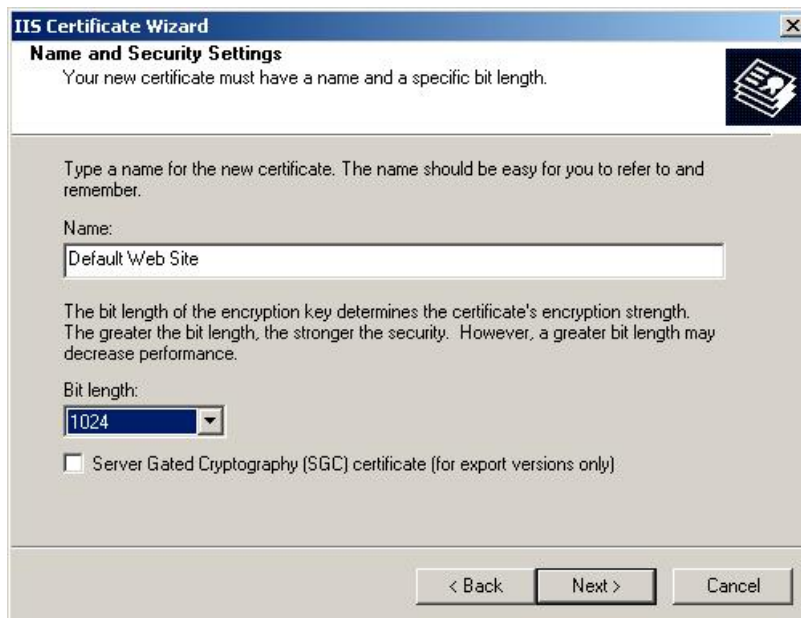 IIS Certificate Wizard
Name and Security Settings
Your new certificate must have a name and a specific bit length.
Type a name for the new certificate. The name should be easy for you to refer to and
remember.
Name:
Default Web Site
The bit length of the encryption key determines the certificate's encryption strength.
The greater the bit length, the stronger the security.  However, a greater bit length may
decrease performance.
Bit length:
1024
Server Gated Cryptography (SGC) certificate (for export versions only)
< Back Next > Cancel